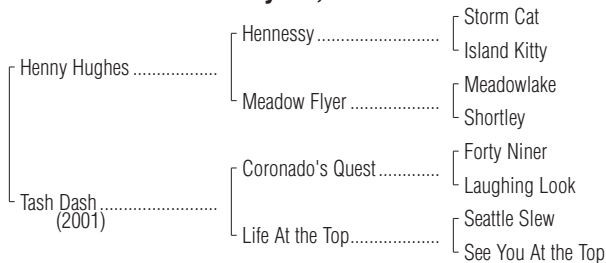 Storm Cat
Hennessy
Island Kitty
Henny Hughes
Meadowlake
Meadow Flyer
Shortley
Forty Niner
Coronado's Quest
Laughing Look
Tash Dash
(2001)
Seattle Slew
Life At the Top
See You At the Top